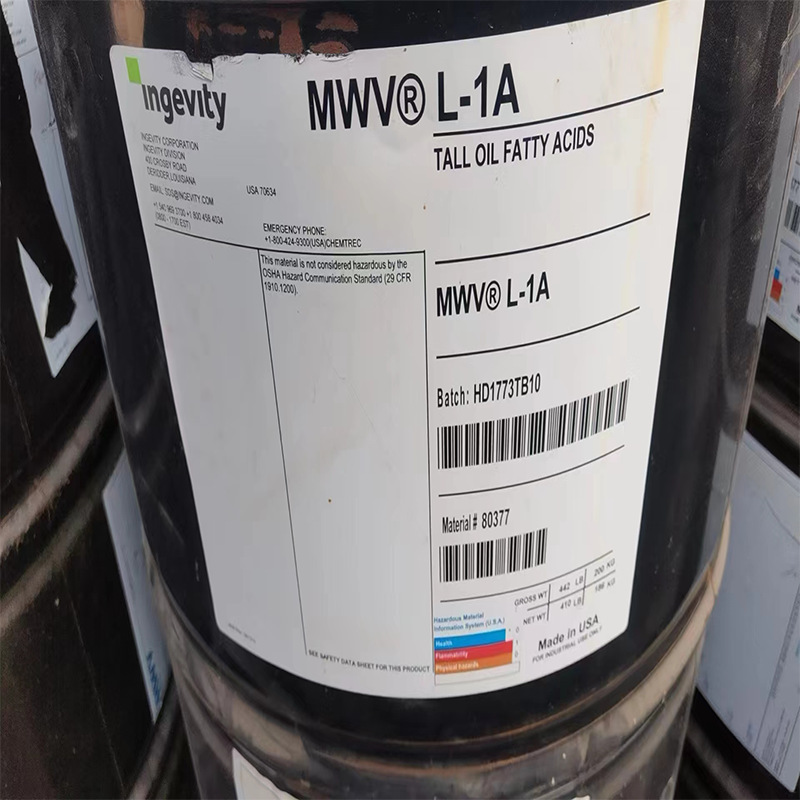 ingevity
MWV® L-1A
TALL OIL FATTY ACIDS
INGEVITY CORPORATION
INGEVITY DIVISION
400 CROSBY ROAD
DERIDDER, LOUISIANA
USA 70634
EMAIL: SDS@INGEVITY.COM
(0800 - 1700 EST)
EMERGENCY PHONE:
+1-800-424-9300(USA)CHEMTREC
This material is not considered hazardous by the
OSHA Hazard Communication Standard (29 CFR
1910.1200).
MWV® L-1A
Batch: HD1773TB10
Material# 80377
GROSS WT 442 LB 200 KG
NET WT 410 LB 186 KG
Hazardous Material
Information System (U.S.A.)
Health
Flammability
Physical hazards
Made in USA
FOR INDUSTRIAL USE ONLY
SEE SAFETY DATA SHEET FOR THIS PRODUCT